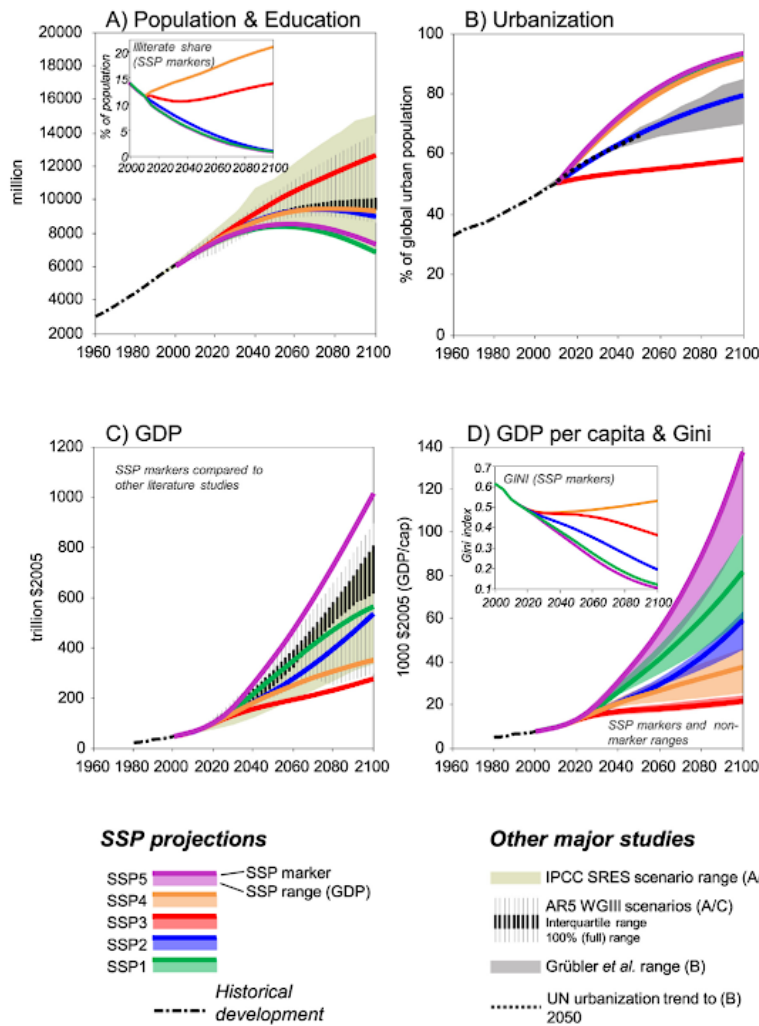 A) Population & Education
20000
18000
16000
14000
12000
10000
8000
6000
4000
2000
million
1960 1980 2000 2020 2040 2060 2080 2100
Illiterate share
(SSP markers)
25
20
15
10
5
0
% of population
2000 2020 2040 2060 2080 2100
B) Urbanization
100
80
60
40
20
0
% of global urban population
1960 1980 2000 2020 2040 2060 2080 2100
C) GDP
SSP markers compared to
other literature studies
1200
1000
800
600
400
200
0
trillion $2005
1960 1980 2000 2020 2040 2060 2080 2100
D) GDP per capita & Gini
140
120
100
80
60
40
20
0
1000 $2005 (GDP/cap)
GINI (SSP markers)
0.7
0.6
0.5
0.4
0.3
0.2
0.1
Gini index
2000 2020 2040 2060 2080 2100
SSP markers and non-
marker ranges
1960 1980 2000 2020 2040 2060 2080 2100
SSP projections
SSP5
SSP marker
SSP range (GDP)
SSP4
SSP3
SSP2
SSP1
Historical
development
Other major studies
IPCC SRES scenario range (A/
AR5 WGIII scenarios (A/C)
Interquartile range
100% (full) range
Grübler et al. range (B)
UN urbanization trend to (B)
2050